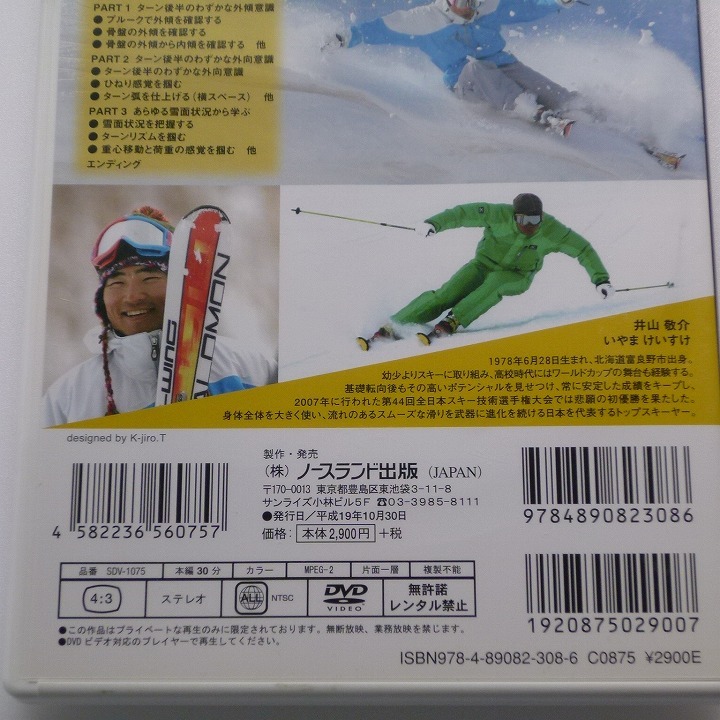 PART 1 ターン後半のわずかな外傾意識
● プルークで外傾を確認する
● 骨盤の外傾を確認する
● 骨盤の外傾から内傾を確認する 他
PART 2 ターン後半のわずかな外向意識
● ターン後半のわずかな外向意識
● ひねり感覚を掴む
● ターン弧を仕上げる(横スペース) 他
PART 3 あらゆる雪面状況から学ぶ
● 雪面状況を把握する
● ターンリズムを掴む
● 重心移動と荷重の感覚を掴む 他
エンディング
井山 敬介
いやま けいすけ
1978年6月28日生まれ、北海道富良野市出身。
幼少よりスキーに取り組み、高校時代にはワールドカップの舞台も経験する。
基礎転向後もその高いポテンシャルを見せつけ、常に安定した成績をキープし、
2007年に行われた第44回全日本スキー技術選手権大会では悲願の初優勝を果たした。
身体全体を大きく使い、流れのあるスムーズな滑りを武器に進化を続ける日本を代表するトップスキーヤー。
designed by K-jiro.T
製作・発売
(株) ノースランド出版 (JAPAN)
〒170-0013 東京都豊島区東池袋3-11-8
サンライズ小林ビル5F ☎03-3985-8111
●発行日/平成19年10月30日
価格: 本体2,900円 +税
4 582236 560757
9784890823086
品番 SDV-1075 本編30分 カラー MPEG-2 片面一層 複製不能
4:3 ステレオ ALL NTSC DVD VIDEO 無許諾 レンタル禁止
1920875029007
●この作品はプライベートな再生のみに限定されております。無断放映、業務放映を禁じます。
●DVDビデオ対応のプレイヤーで再生してください。
ISBN978-4-89082-308-6 C0875 ¥2900E